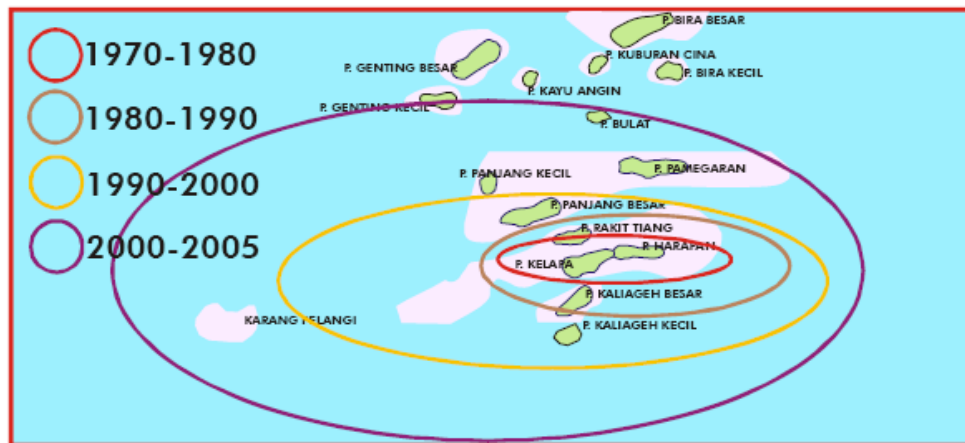 1970-1980
1980-1990
1990-2000
2000-2005
P. BIRA BESAR
P. KUBURAN CINA
P. GENTING BESAR
P. BIRA KECIL
P. KAYU ANGIN
P. GENTING KECIL
P. BULAT
P. PANJANG KECIL
P. PAMEGARAN
P. PANJANG BESAR
P. RAKIT TIANG
P. HARAPAN
P. KELAPA
P. KALIAGEH BESAR
KARANG PELANGI
P. KALIAGEH KECIL